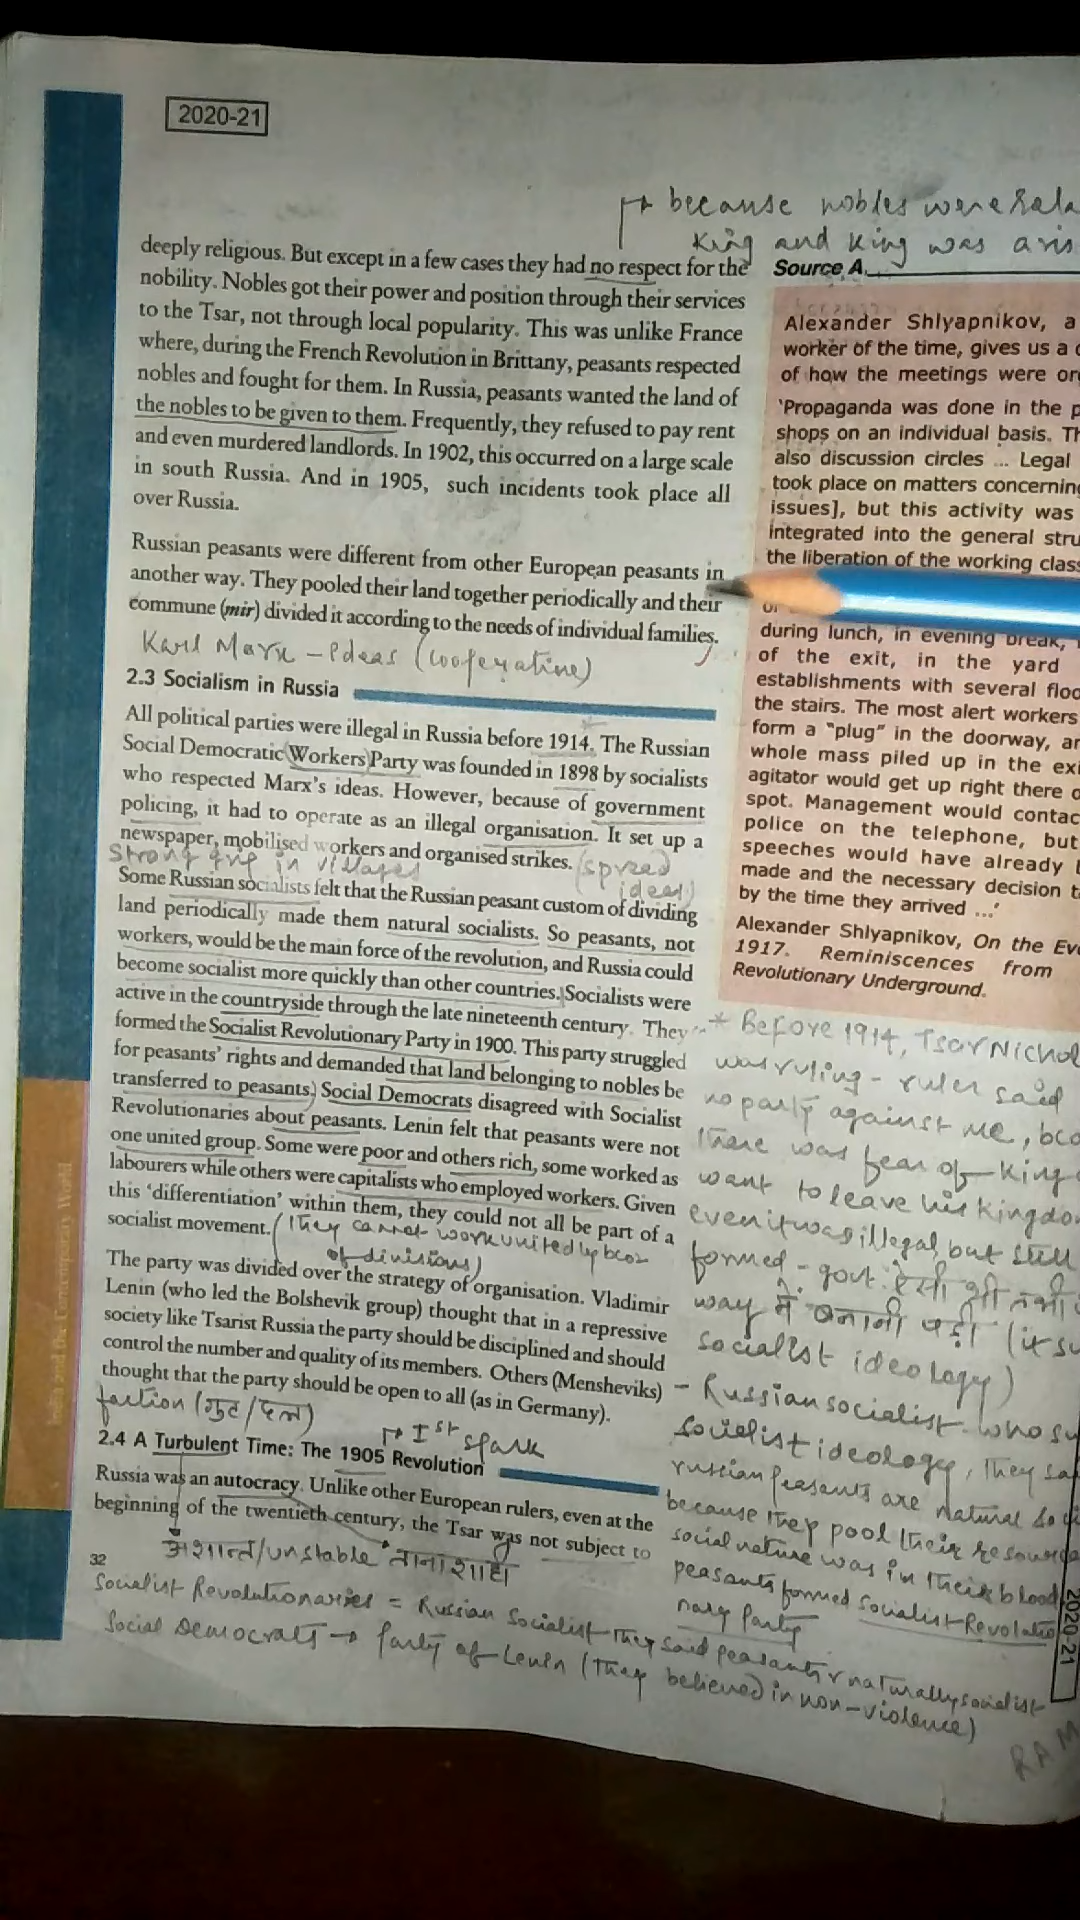 2020-21
because nobles were
King and King was
deeply religious. But except in a few cases they had no respect for the
nobility. Nobles got their power and position through their services
to the Tsar, not through local popularity. This was unlike France
where, during the French Revolution in Brittany, peasants respected
nobles and fought for them. In Russia, peasants wanted the land of
the nobles to be given to them. Frequently, they refused to pay rent
and even murdered landlords. In 1902, this occurred on a large scale
in south Russia. And in 1905, such incidents took place all
over Russia.
Russian peasants were different from other European peasants in
another way. They pooled their land together periodically and their
commune (mir) divided it according to the needs of individual families.
Karl Marx - Ideas (cooperative)
2.3 Socialism in Russia
All political parties were illegal in Russia before 1914. The Russian
Social Democratic Workers Party was founded in 1898 by socialists
who respected Marx's ideas. However, because of government
policing, it had to operate as an illegal organisation. It set up a
newspaper, mobilised workers and organised strikes. (spread
strong grip in villages ideas)
Some Russian socialists felt that the Russian peasant custom of dividing
land periodically made them natural socialists. So peasants, not
workers, would be the main force of the revolution, and Russia could
become socialist more quickly than other countries. Socialists were
active in the countryside through the late nineteenth century. They
formed the Socialist Revolutionary Party in 1900. This party struggled
for peasants' rights and demanded that land belonging to nobles be
transferred to peasants. Social Democrats disagreed with Socialist
Revolutionaries about peasants. Lenin felt that peasants were not
one united group. Some were poor and others rich, some worked as
labourers while others were capitalists who employed workers. Given
this 'differentiation' within them, they could not all be part of a
socialist movement. (they cannot work unitedly bcoz
of divisions)
The party was divided over the strategy of organisation. Vladimir
Lenin (who led the Bolshevik group) thought that in a repressive
society like Tsarist Russia the party should be disciplined and should
control the number and quality of its members. Others (Mensheviks)
thought that the party should be open to all (as in Germany).
faction (गुट/दल)
Ist spark
2.4 A Turbulent Time: The 1905 Revolution
Russia was an autocracy. Unlike other European rulers, even at the
beginning of the twentieth century, the Tsar was not subject to
अशान्त/unstable तानाशाही
32
Socialist Revolutionaries = Russian Socialist they said peasants r naturally socialist
Social Democrats → Party of Lenin (they believed in non-violence)
Source A
Alexander Shlyapnikov, a
worker of the time, gives us a
of how the meetings were
'Propaganda was done in the
shops on an individual basis.
also discussion circles ... Legal
took place on matters concerning
issues], but this activity was
integrated into the general
the liberation of the working
during lunch, in evening break,
of the exit, in the yard
establishments with several
the stairs. The most alert workers
form a "plug" in the doorway,
whole mass piled up in the
agitator would get up right there
spot. Management would
police on the telephone, but
speeches would have already
made and the necessary decision
by the time they arrived ...'
Alexander Shlyapnikov, On the
1917. Reminiscences from
Revolutionary Underground.
* Before 1914, Tsar
was ruling - ruler said
no party against me,
there was fear of King
want to leave his
even it was illegal, but still
formed - govt. ऐसी थी
way में बनानी पड़ी
socialist ideology)
- Russian socialist who
socialist ideology, they
russian peasants are natural
because they pool their
social nature was in their blood
peasants formed Socialist
nary Party
India and the Contemporary World
2020-21